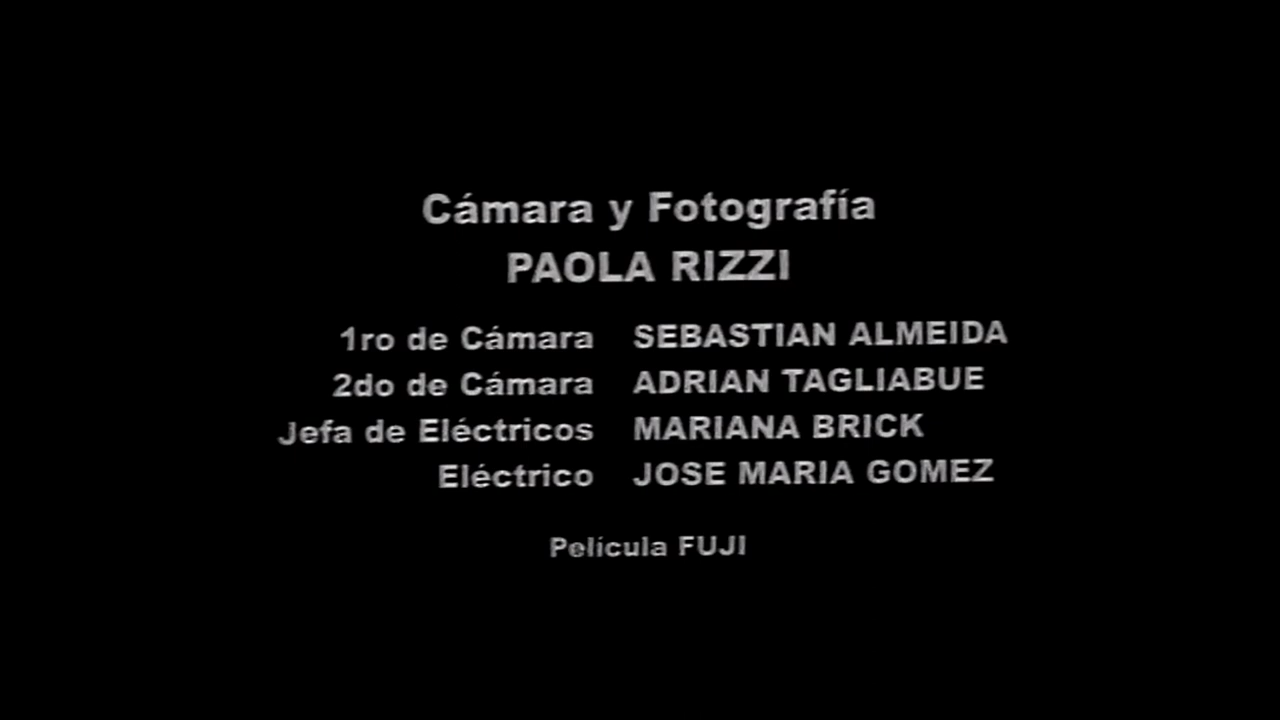 Cámara y Fotografía
PAOLA RIZZI
1ro de Cámara SEBASTIAN ALMEIDA
2do de Cámara ADRIAN TAGLIABUE
Jefa de Eléctricos MARIANA BRICK
Eléctrico JOSE MARIA GOMEZ
Película FUJI